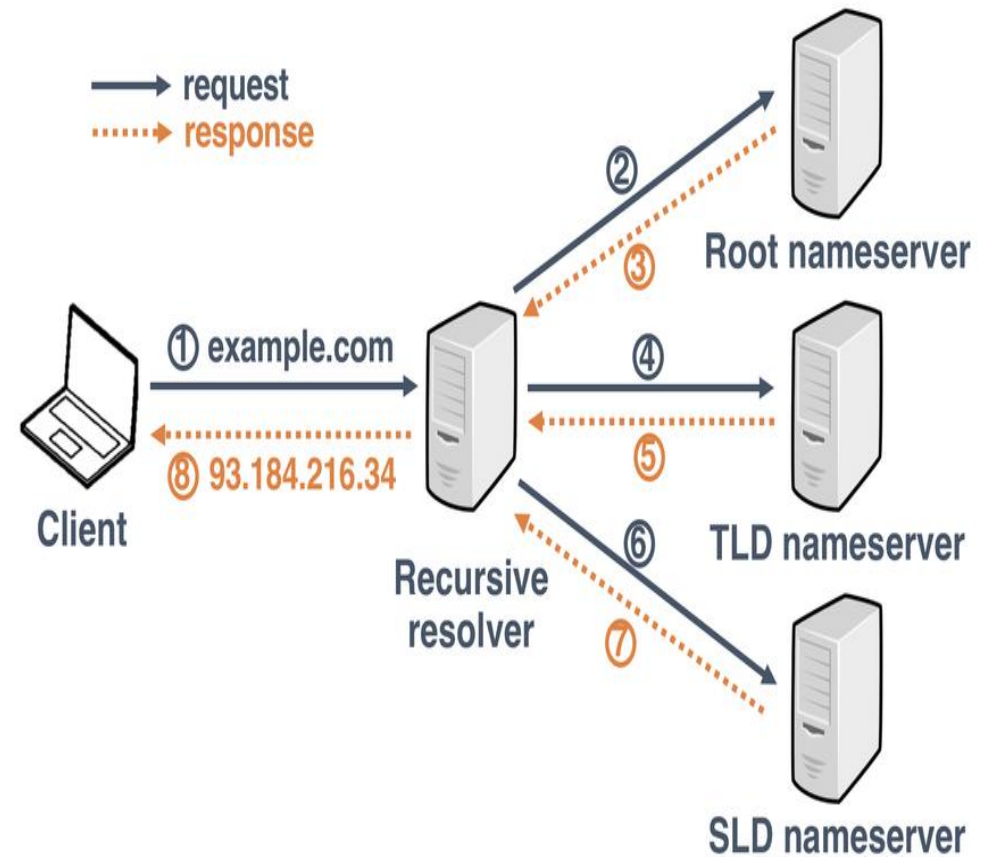 request
response
②
③
Root nameserver
① example.com
④
⑤
⑧ 93.184.216.34
Client
⑥
TLD nameserver
Recursive
resolver
⑦
SLD nameserver